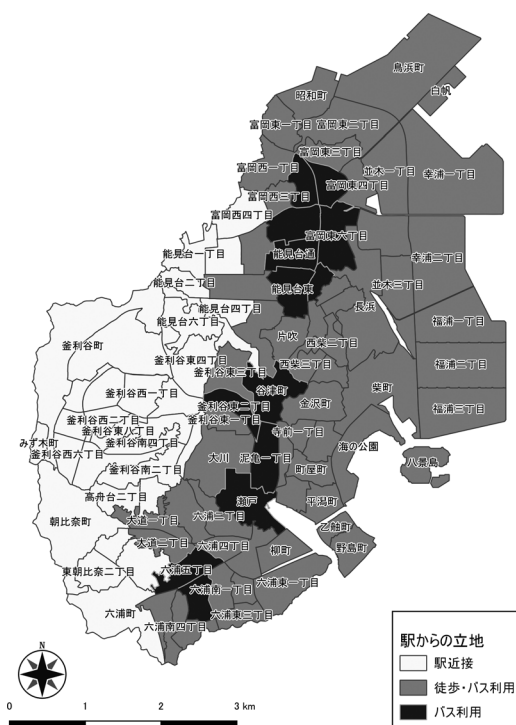 鳥浜町
白帆
昭和町
富岡東一丁目
富岡東二丁目
富岡東三丁目
富岡西一丁目
富岡東四丁目
並木一丁目
幸浦一丁目
富岡西三丁目
富岡西四丁目
富岡東六丁目
能見台一丁目
能見台通
幸浦二丁目
能見台二丁目
能見台東
並木三丁目
長浜
能見台四丁目
能見台六丁目
福浦一丁目
片吹
西柴二丁目
釜利谷町
釜利谷東四丁目
西柴三丁目
福浦二丁目
釜利谷東三丁目
谷津町
柴町
釜利谷西一丁目
釜利谷東二丁目
金沢町
福浦三丁目
釜利谷西二丁目
釜利谷東一丁目
釜利谷東八丁目
寺前一丁目
みず木町
釜利谷南四丁目
海の公園
釜利谷西六丁目
大川
泥亀一丁目
八景島
釜利谷南二丁目
町屋町
高舟台二丁目
瀬戸
平潟町
朝比奈町
大道一丁目
六浦二丁目
乙舳町
大道二丁目
六浦四丁目
柳町
野島町
東朝比奈二丁目
六浦五丁目
六浦南一丁目
六浦東一丁目
六浦町
六浦東三丁目
六浦南四丁目
N
0 1 2 3 km
駅からの立地
駅近接
徒歩・バス利用
バス利用